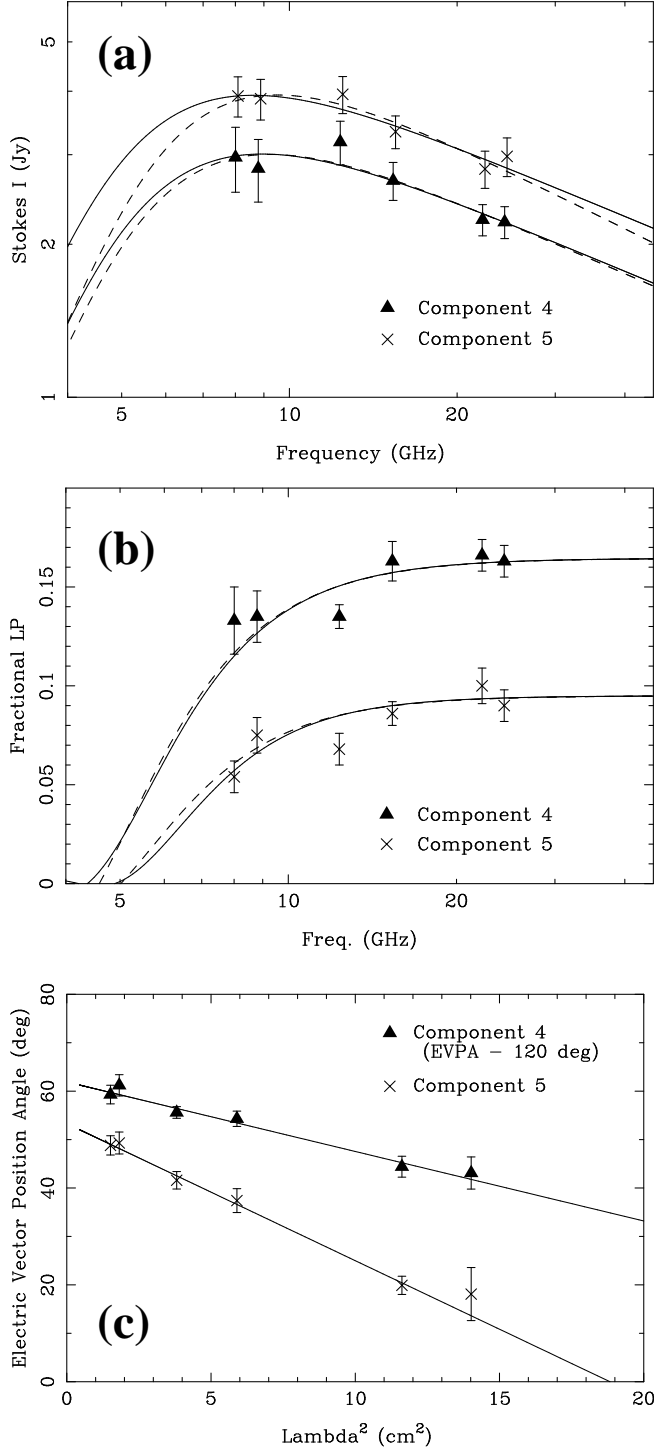 (a)
5
2
1
Stokes I (Jy)
Component 4
Component 5
5
10
20
Frequency (GHz)
(b)
0.15
0.1
0.05
0
Fractional LP
Component 4
Component 5
5
10
20
Freq. (GHz)
80
60
40
20
0
Electric Vector Position Angle (deg)
Component 4
(EVPA − 120 deg)
Component 5
(c)
0
5
10
15
20
Lambda² (cm²)